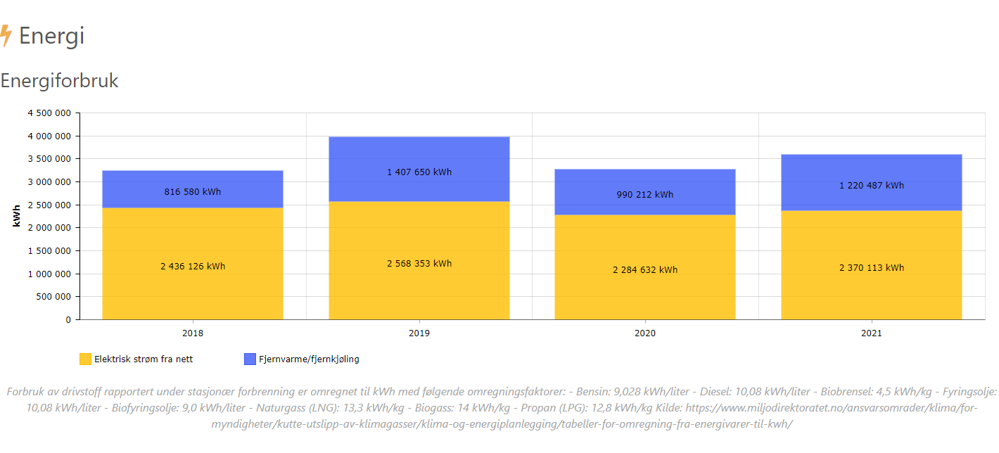 Energi
Energiforbruk
4 500 000
4 000 000
3 500 000
3 000 000
2 500 000
2 000 000
1 500 000
1 000 000
500 000
0
kWh
816 580 kWh
1 407 650 kWh
990 212 kWh
1 220 487 kWh
2 436 126 kWh
2 568 353 kWh
2 284 632 kWh
2 370 113 kWh
2018 2019 2020 2021
Elektrisk strøm fra nett Fjernvarme/fjernkjøling
Forbruk av drivstoff rapportert under stasjonær forbrenning er omregnet til kWh med følgende omregningsfaktorer: - Bensin: 9,028 kWh/liter - Diesel: 10,08 kWh/liter - Biobrensel: 4,5 kWh/kg - Fyringsolje:
10,08 kWh/liter - Biofyringsolje: 9,0 kWh/liter - Naturgass (LNG): 13,3 kWh/kg - Biogass: 14 kWh/kg - Propan (LPG): 12,8 kWh/kg Kilde: https://www.miljodirektoratet.no/ansvarsomrader/klima/for-
myndigheter/kutte-utslipp-av-klimagasser/klima-og-energiplanlegging/tabeller-for-omregning-fra-energivarer-til-kwh/